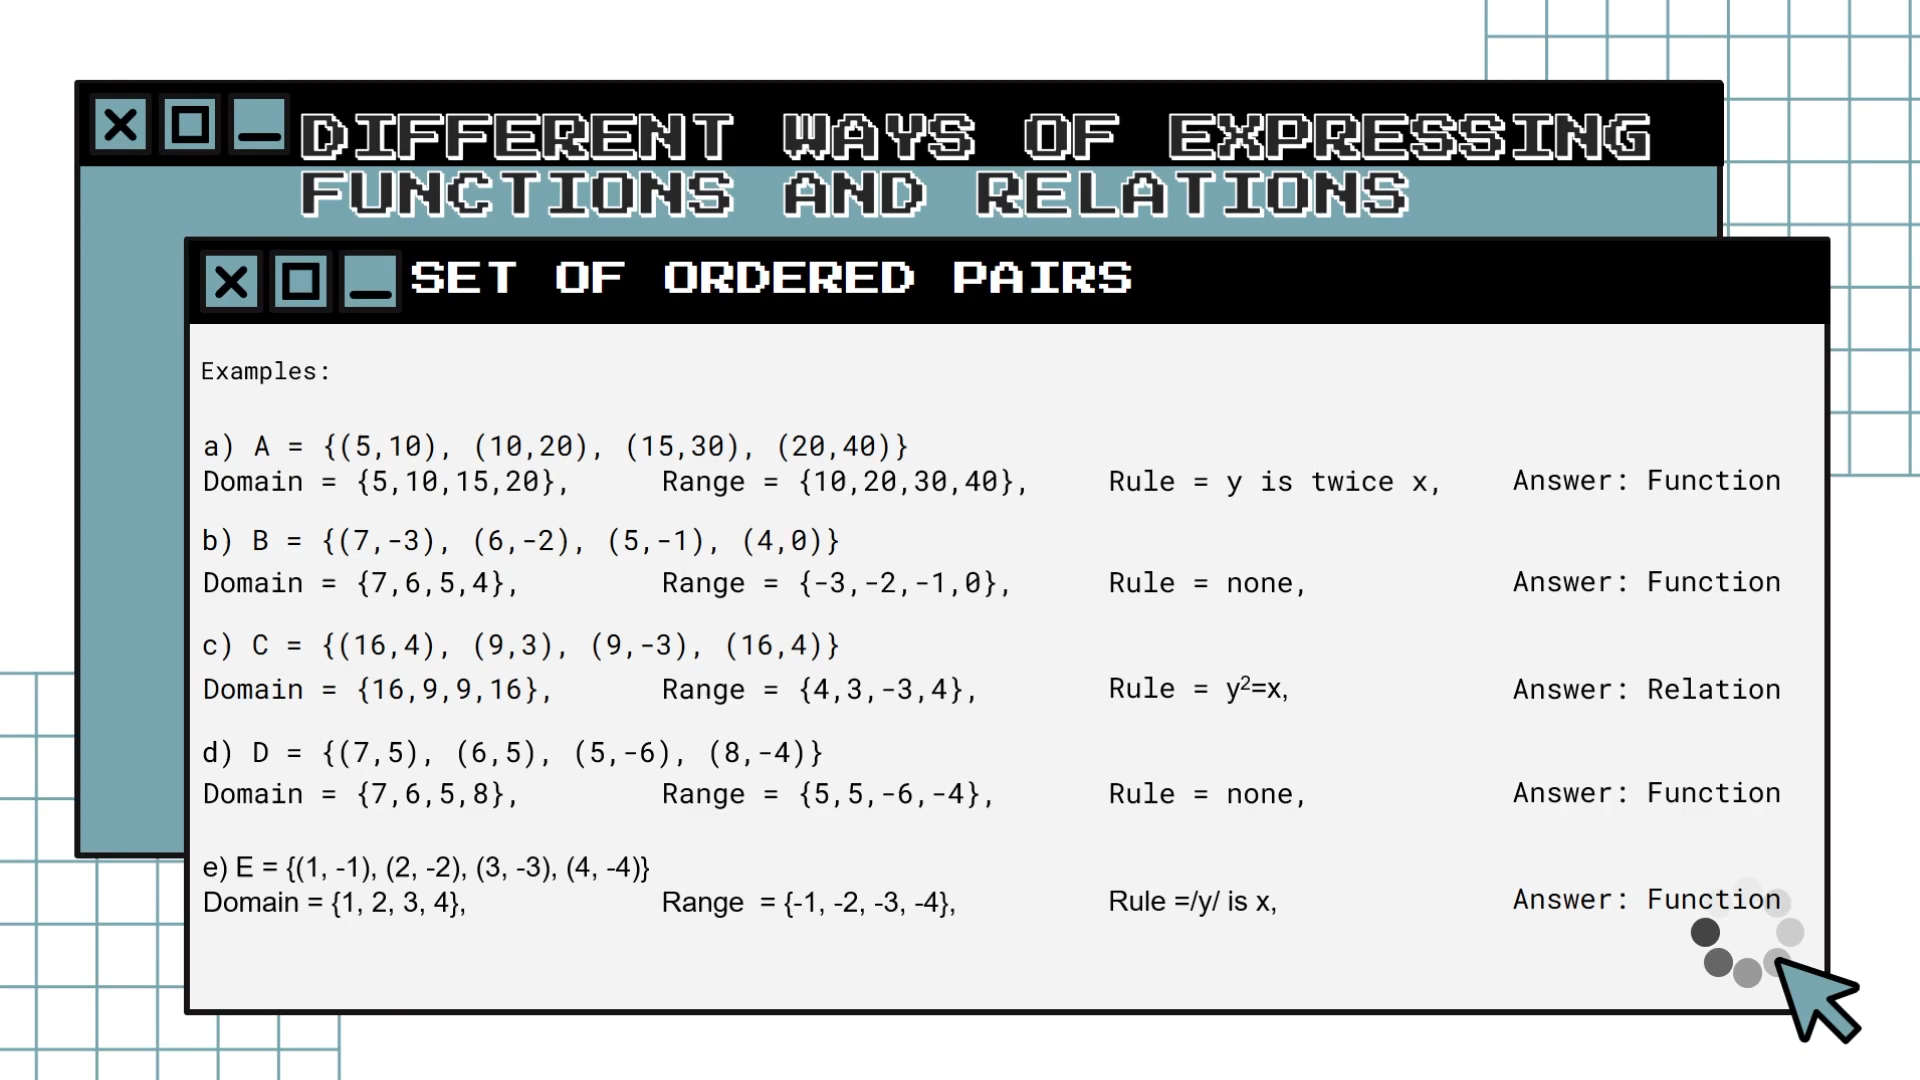 DIFFERENT WAYS OF EXPRESSING
FUNCTIONS AND RELATIONS
SET OF ORDERED PAIRS
Examples:
a) A = {(5,10), (10,20), (15,30), (20,40)}
Domain = {5,10,15,20}, Range = {10,20,30,40}, Rule = y is twice x, Answer: Function
b) B = {(7,-3), (6,-2), (5,-1), (4,0)}
Domain = {7,6,5,4}, Range = {-3,-2,-1,0}, Rule = none, Answer: Function
c) C = {(16,4), (9,3), (9,-3), (16,4)}
Domain = {16,9,9,16}, Range = {4,3,-3,4}, Rule = y²=x, Answer: Relation
d) D = {(7,5), (6,5), (5,-6), (8,-4)}
Domain = {7,6,5,8}, Range = {5,5,-6,-4}, Rule = none, Answer: Function
e) E = {(1, -1), (2, -2), (3, -3), (4, -4)}
Domain = {1, 2, 3, 4}, Range = {-1, -2, -3, -4}, Rule =/y/ is x, Answer: Function